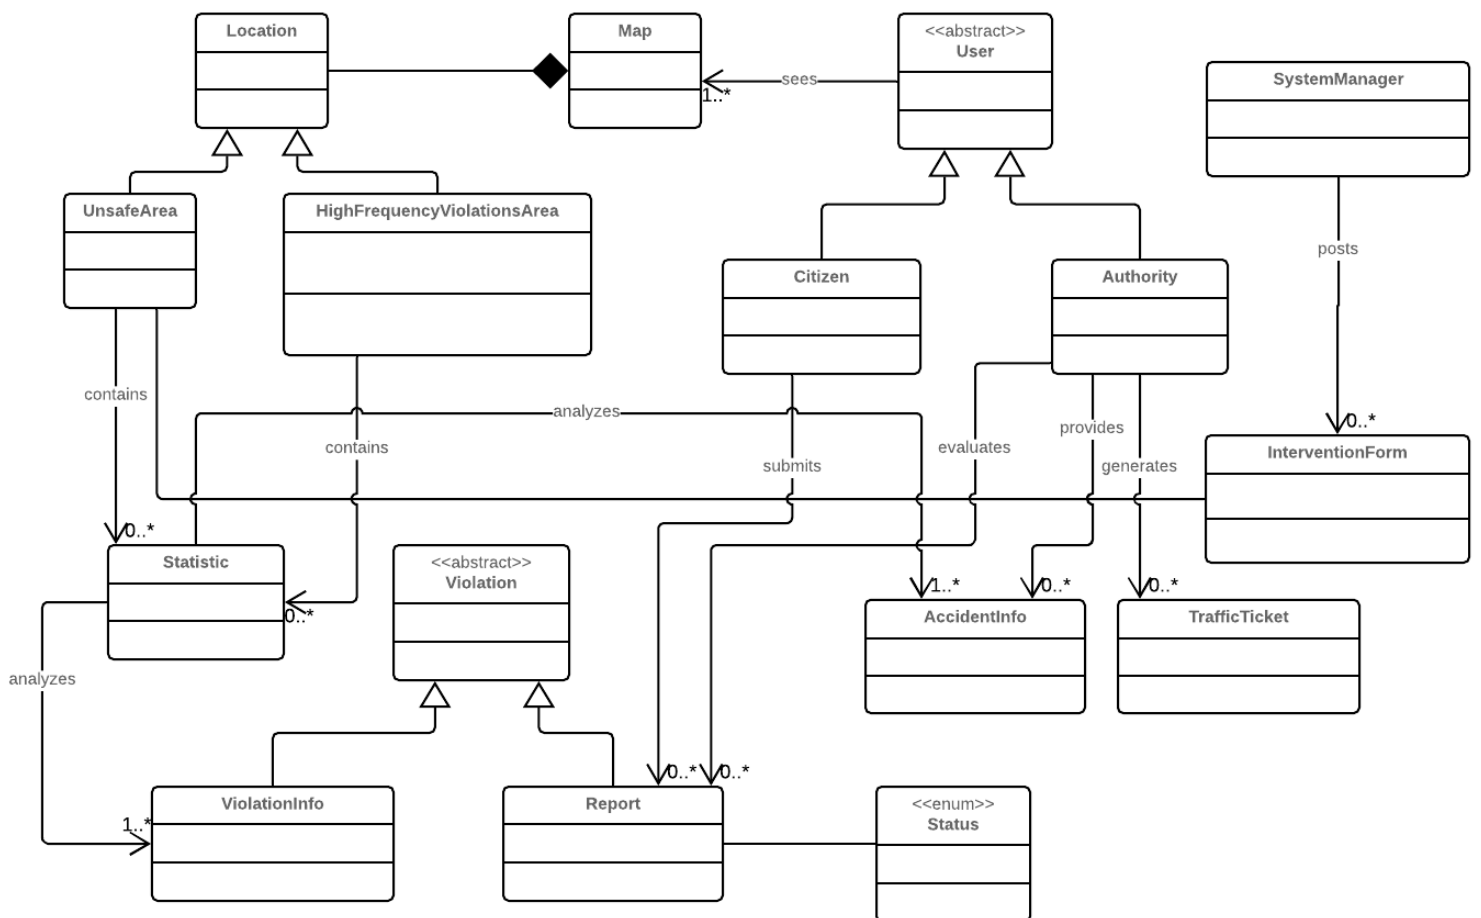 Location
Map
<<abstract>>
User
SystemManager
sees
1..*
UnsafeArea
HighFrequencyViolationsArea
posts
Citizen
Authority
contains
analyzes
0..*
provides
contains
evaluates
InterventionForm
submits
generates
0..*
Statistic
<<abstract>>
Violation
1..*
0..*
0..*
AccidentInfo
TrafficTicket
0..*
analyzes
0..*
0..*
ViolationInfo
Report
<<enum>>
Status
1..*